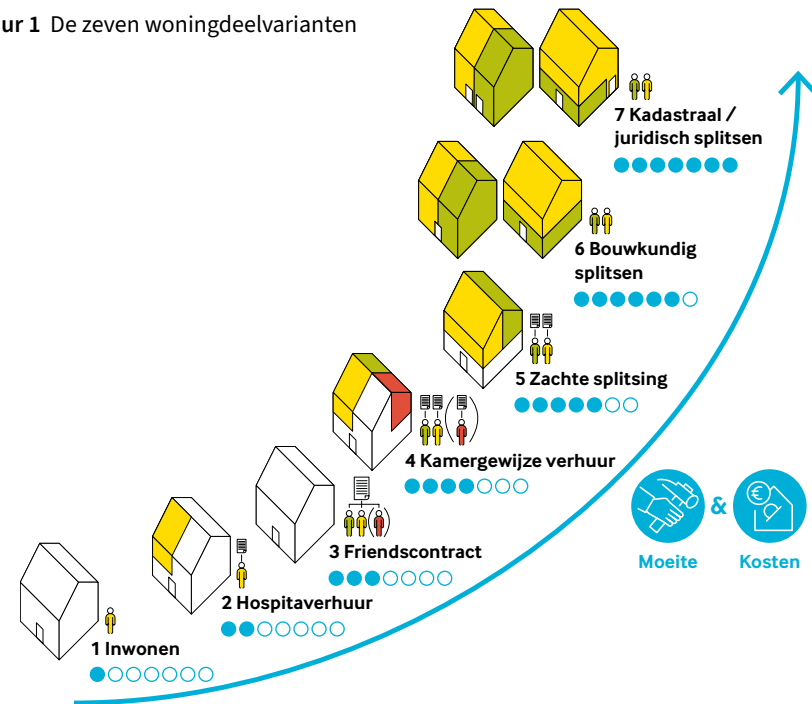 ur 1 De zeven woningdeelvarianten
7 Kadastraal /
juridisch splitsen
6 Bouwkundig
splitsen
5 Zachte splitsing
4 Kamergewijze verhuur
3 Friendscontract
2 Hospitaverhuur
1 Inwonen
&
Moeite
Kosten
€